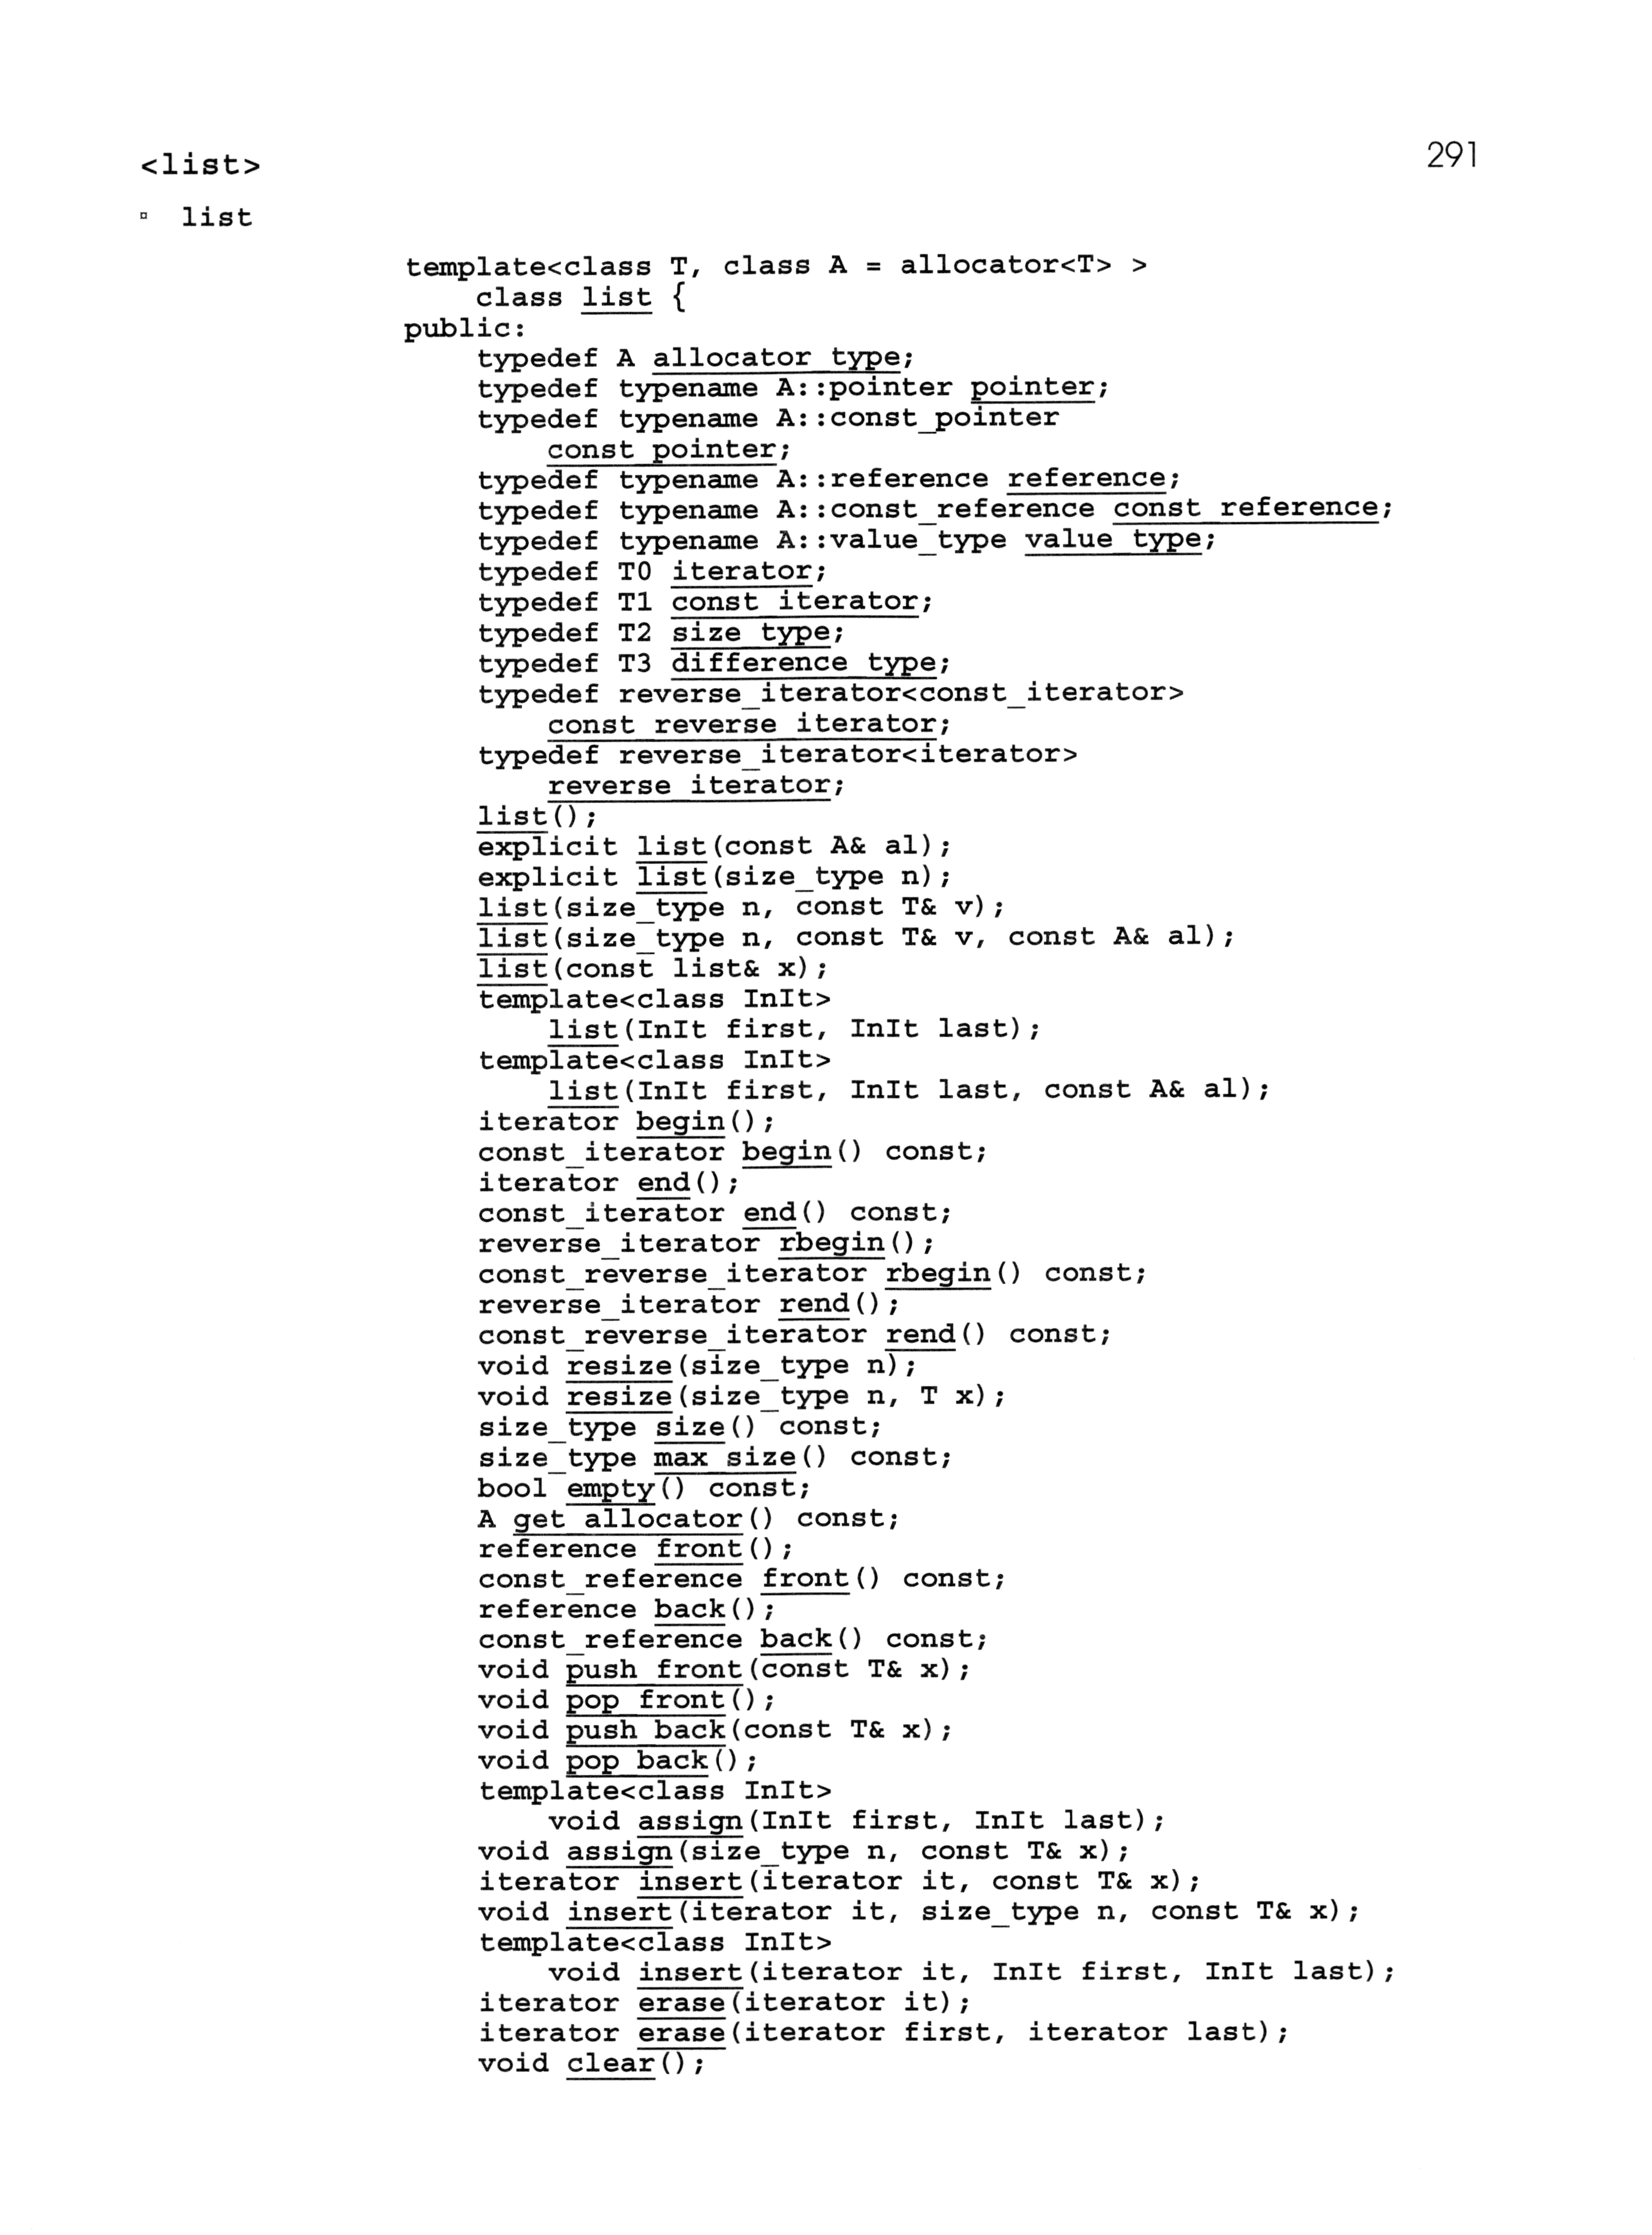 <list>
291
▫ list
template<class T, class A = allocator<T> >
    class list {
public:
    typedef A allocator_type;
    typedef typename A::pointer pointer;
    typedef typename A::const_pointer
        const_pointer;
    typedef typename A::reference reference;
    typedef typename A::const_reference const_reference;
    typedef typename A::value_type value_type;
    typedef T0 iterator;
    typedef T1 const_iterator;
    typedef T2 size_type;
    typedef T3 difference_type;
    typedef reverse_iterator<const_iterator>
        const_reverse_iterator;
    typedef reverse_iterator<iterator>
        reverse_iterator;
    list();
    explicit list(const A& al);
    explicit list(size_type n);
    list(size_type n, const T& v);
    list(size_type n, const T& v, const A& al);
    list(const list& x);
    template<class InIt>
        list(InIt first, InIt last);
    template<class InIt>
        list(InIt first, InIt last, const A& al);
    iterator begin();
    const_iterator begin() const;
    iterator end();
    const_iterator end() const;
    reverse_iterator rbegin();
    const_reverse_iterator rbegin() const;
    reverse_iterator rend();
    const_reverse_iterator rend() const;
    void resize(size_type n);
    void resize(size_type n, T x);
    size_type size() const;
    size_type max_size() const;
    bool empty() const;
    A get_allocator() const;
    reference front();
    const_reference front() const;
    reference back();
    const_reference back() const;
    void push_front(const T& x);
    void pop_front();
    void push_back(const T& x);
    void pop_back();
    template<class InIt>
        void assign(InIt first, InIt last);
    void assign(size_type n, const T& x);
    iterator insert(iterator it, const T& x);
    void insert(iterator it, size_type n, const T& x);
    template<class InIt>
        void insert(iterator it, InIt first, InIt last);
    iterator erase(iterator it);
    iterator erase(iterator first, iterator last);
    void clear();